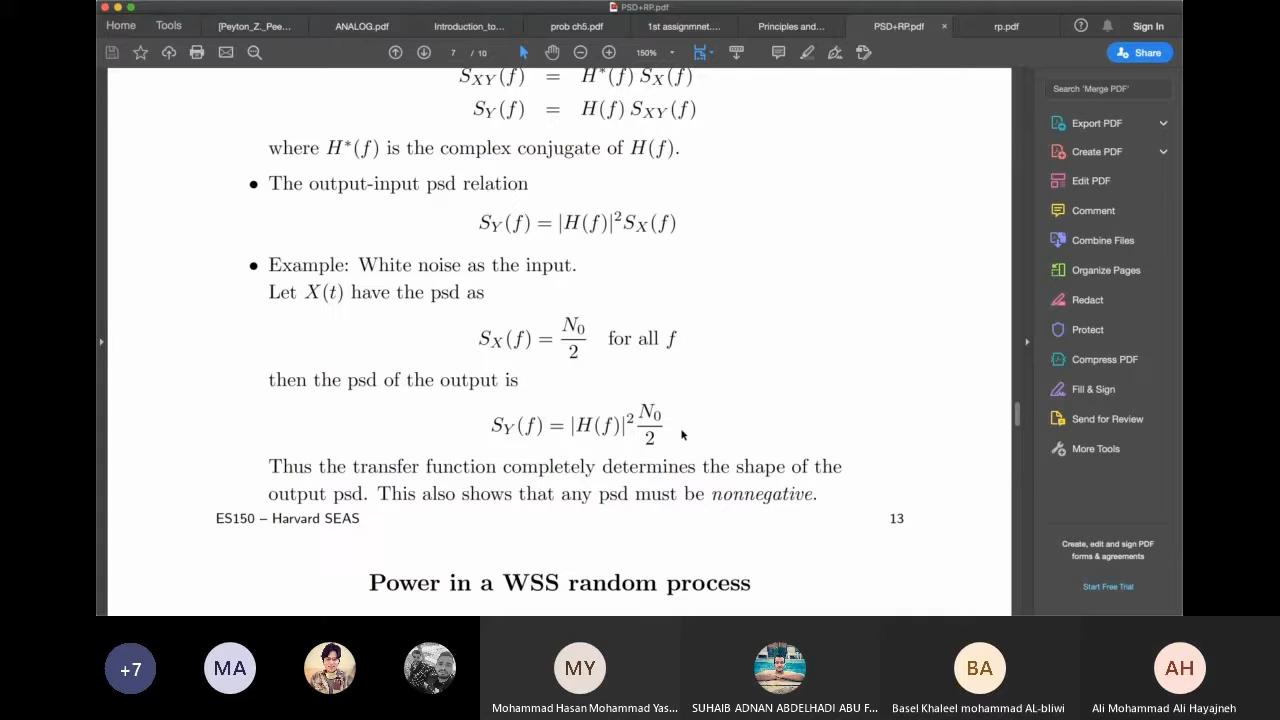 PSD+RP.pdf
Home Tools [Peyton_Z._Pee... ANALOG.pdf Introduction_to... prob ch5.pdf 1st assignmnet.... Principles and... PSD+RP.pdf × rp.pdf Sign In
7 / 10 150% Share
S_XY(f) = H*(f) S_X(f)
S_Y(f) = H(f) S_XY(f)
where H*(f) is the complex conjugate of H(f).
• The output-input psd relation
S_Y(f) = |H(f)|²S_X(f)
• Example: White noise as the input.
Let X(t) have the psd as
S_X(f) = N₀/2 for all f
then the psd of the output is
S_Y(f) = |H(f)|² N₀/2
Thus the transfer function completely determines the shape of the
output psd. This also shows that any psd must be nonnegative.
ES150 – Harvard SEAS 13
Power in a WSS random process
Search 'Merge PDF'
Export PDF
Create PDF
Edit PDF
Comment
Combine Files
Organize Pages
Redact
Protect
Compress PDF
Fill & Sign
Send for Review
More Tools
Create, edit and sign PDF
forms & agreements
Start Free Trial
+7 MA MY BA AH
Mohammad Hasan Mohammad Yas... SUHAIB ADNAN ABDELHADI ABU F... Basel Khaleel mohammad AL-bliwi Ali Mohammad Ali Hayajneh